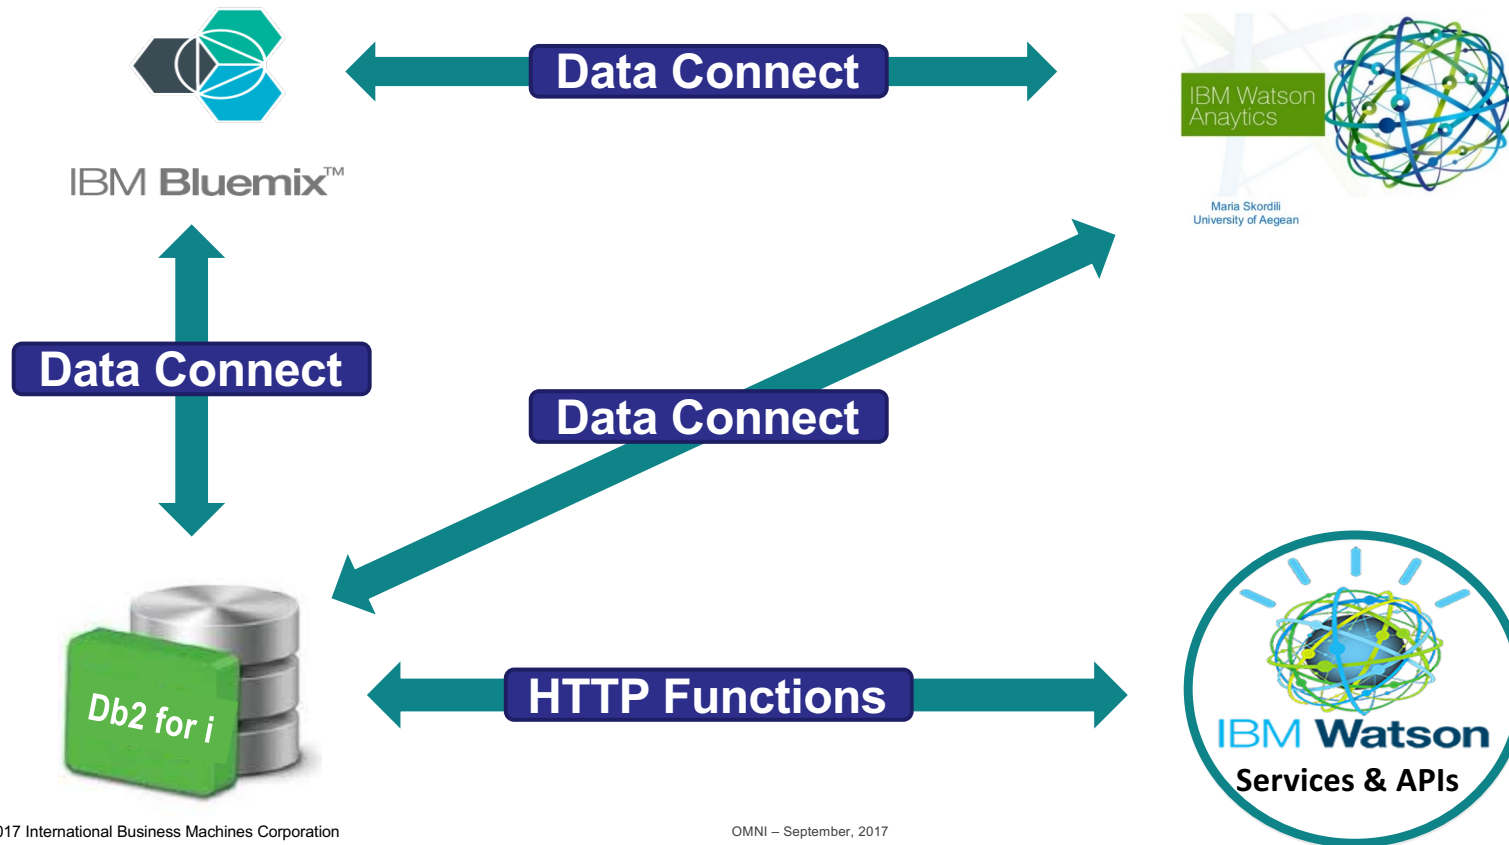 Data Connect
IBM Watson
Anaytics
IBM Bluemix™
Maria Skordili
University of Aegean
Data Connect
Data Connect
Db2 for i
HTTP Functions
IBM Watson
Services & APIs
017 International Business Machines Corporation
OMNI – September, 2017